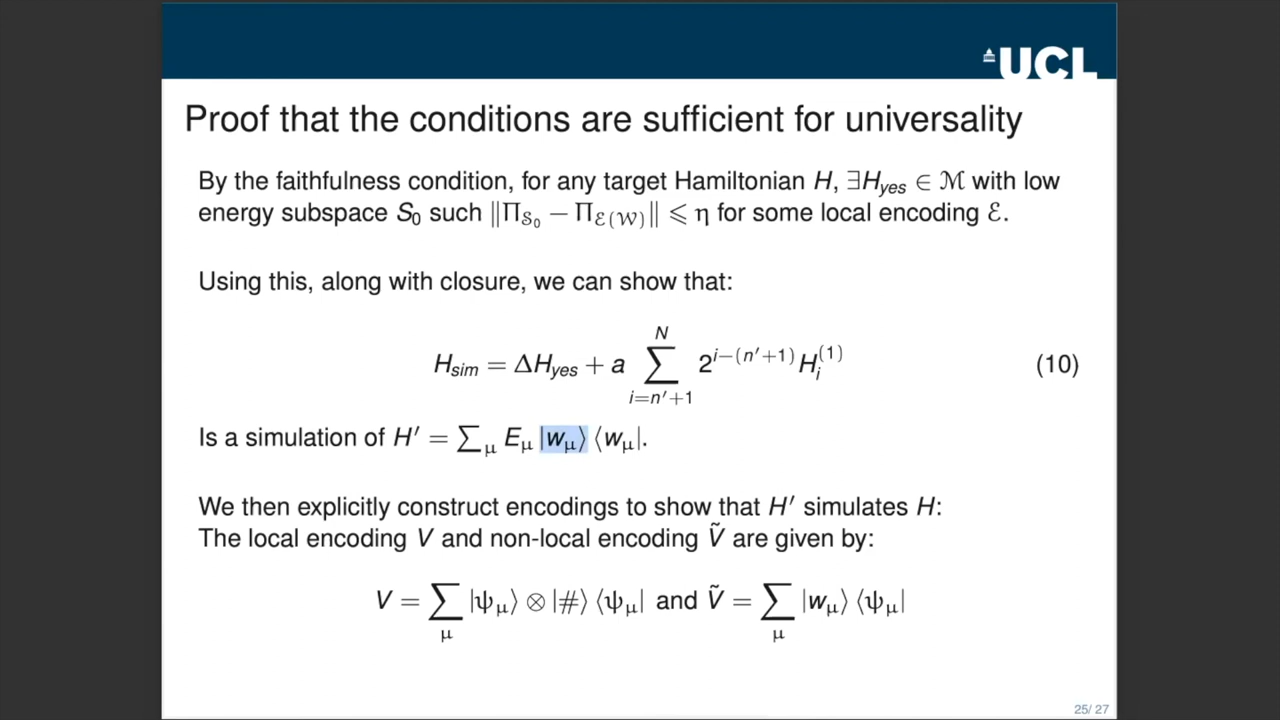 UCL
Proof that the conditions are sufficient for universality
By the faithfulness condition, for any target Hamiltonian H, ∃H_yes ∈ ℳ with low
energy subspace S₀ such ‖Π_{𝒮₀} − Π_{ℰ(𝒲)}‖ ⩽ η for some local encoding ℰ.
Using this, along with closure, we can show that:
H_sim = ΔH_yes + a ∑_{i=n′+1}^{N} 2^{i−(n′+1)} H_i^{(1)} (10)
Is a simulation of H′ = ∑_μ E_μ |w_μ⟩ ⟨w_μ|.
We then explicitly construct encodings to show that H′ simulates H:
The local encoding V and non-local encoding Ṽ are given by:
V = ∑_μ |ψ_μ⟩ ⊗ |#⟩ ⟨ψ_μ| and Ṽ = ∑_μ |w_μ⟩ ⟨ψ_μ|
25/ 27